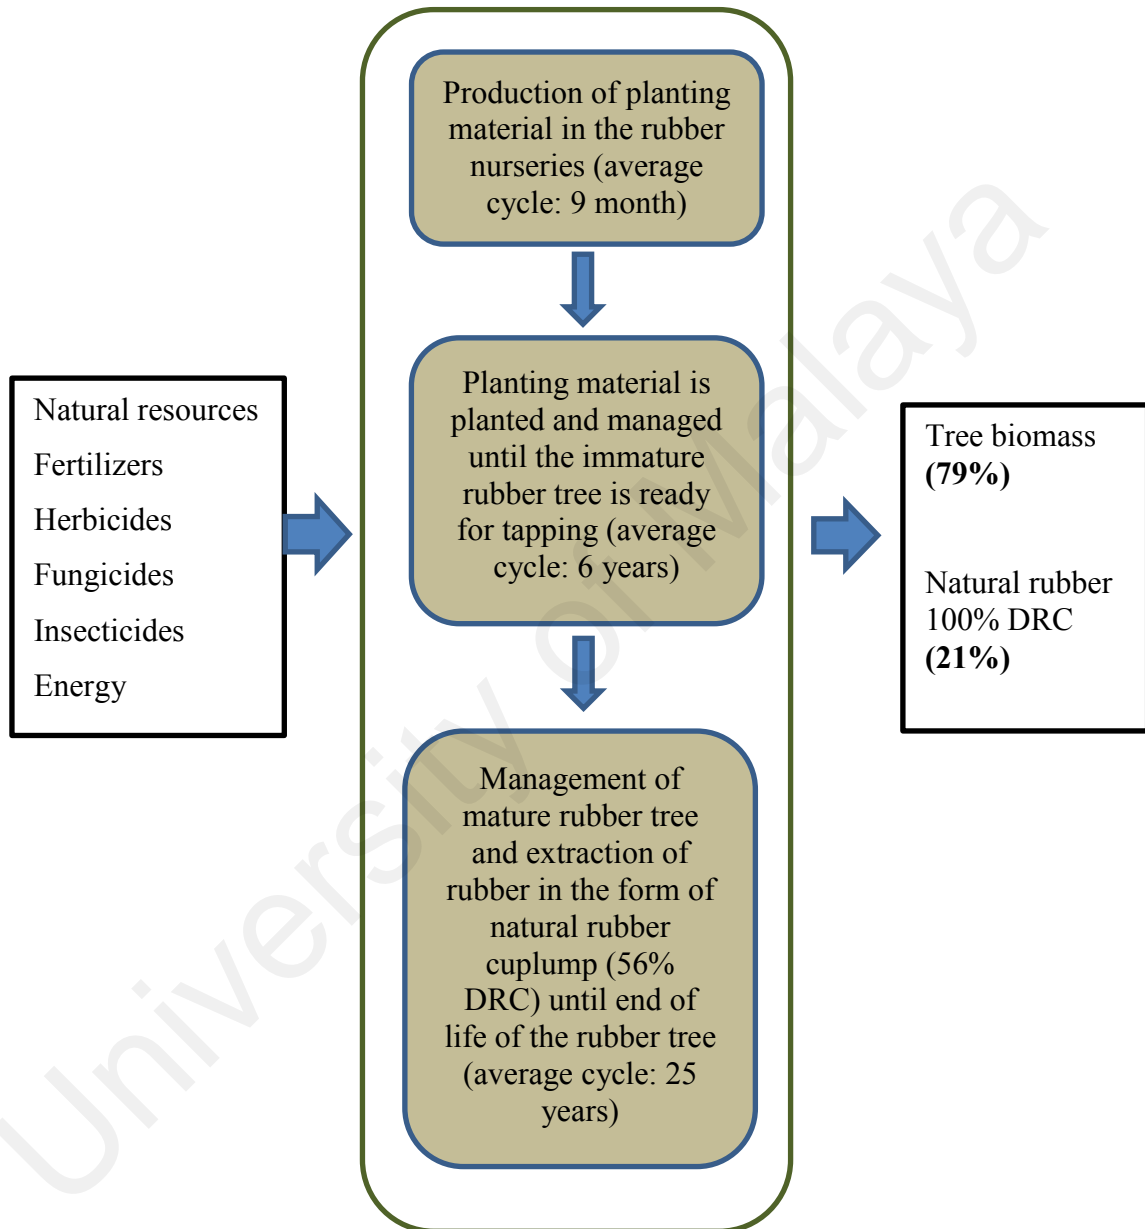 Production of planting
material in the rubber
nurseries (average
cycle: 9 month)
Natural resources
Fertilizers
Herbicides
Fungicides
Insecticides
Energy
Planting material is
planted and managed
until the immature
rubber tree is ready
for tapping (average
cycle: 6 years)
Tree biomass
(79%)
Natural rubber
100% DRC
(21%)
Management of
mature rubber tree
and extraction of
rubber in the form of
natural rubber
cuplump (56%
DRC) until end of
life of the rubber tree
(average cycle: 25
years)
University of Malaya